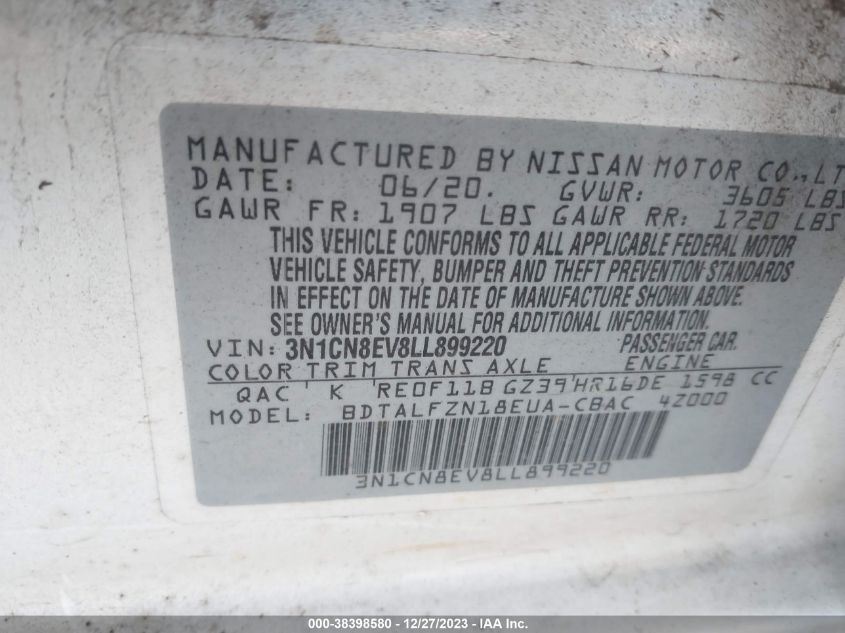 MANUFACTURED BY NISSAN MOTOR CO., LT
DATE: 06/20. GVWR: 3605 LBS
GAWR FR: 1907 LBS GAWR RR: 1720 LBS
THIS VEHICLE CONFORMS TO ALL APPLICABLE FEDERAL MOTOR
VEHICLE SAFETY, BUMPER AND THEFT PREVENTION STANDARDS
IN EFFECT ON THE DATE OF MANUFACTURE SHOWN ABOVE.
SEE OWNER'S MANUAL FOR ADDITIONAL INFORMATION.
VIN: 3N1CN8EV8LL899220 PASSENGER CAR.
COLOR TRIM TRANS AXLE ENGINE
QAC K RE0F11B GZ39 HR16DE 1598 CC
MODEL: BDTALFZN18EUA-CBAC 4Z000
3N1CN8EV8LL899220
000-38398580 - 12/27/2023 - IAA Inc.